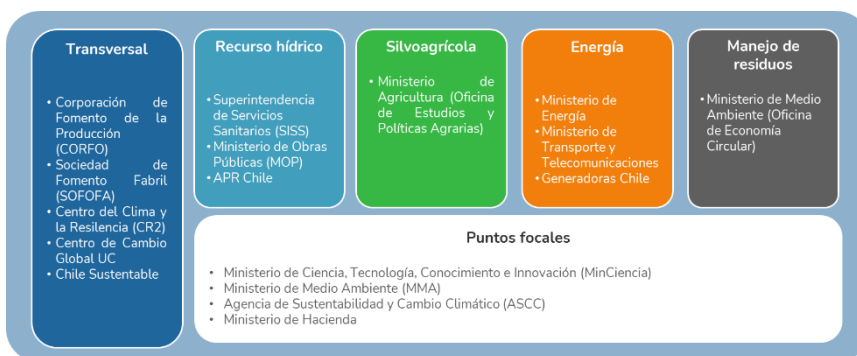 Transversal
• Corporación de
Fomento de la
Producción
(CORFO)
• Sociedad de
Fomento Fabril
(SOFOFA)
• Centro del Clima y
la Resilencia (CR2)
• Centro de Cambio
Global UC
• Chile Sustentable
Recurso hídrico
• Superintendencia
de Servicios
Sanitarios (SISS)
• Ministerio de Obras
Públicas (MOP)
• APR Chile
Silvoagrícola
• Ministerio de
Agricultura (Oficina
de Estudios y
Políticas Agrarias)
Energía
• Ministerio de
Energía
• Ministerio de
Transporte y
Telecomunicaciones
• Generadoras Chile
Manejo de
residuos
• Ministerio de Medio
Ambiente (Oficina
de Economía
Circular)
Puntos focales
• Ministerio de Ciencia, Tecnología, Conocimiento e Innovación (MinCiencia)
• Ministerio de Medio Ambiente (MMA)
• Agencia de Sustentabilidad y Cambio Climático (ASCC)
• Ministerio de Hacienda